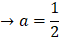 → a = 1/2